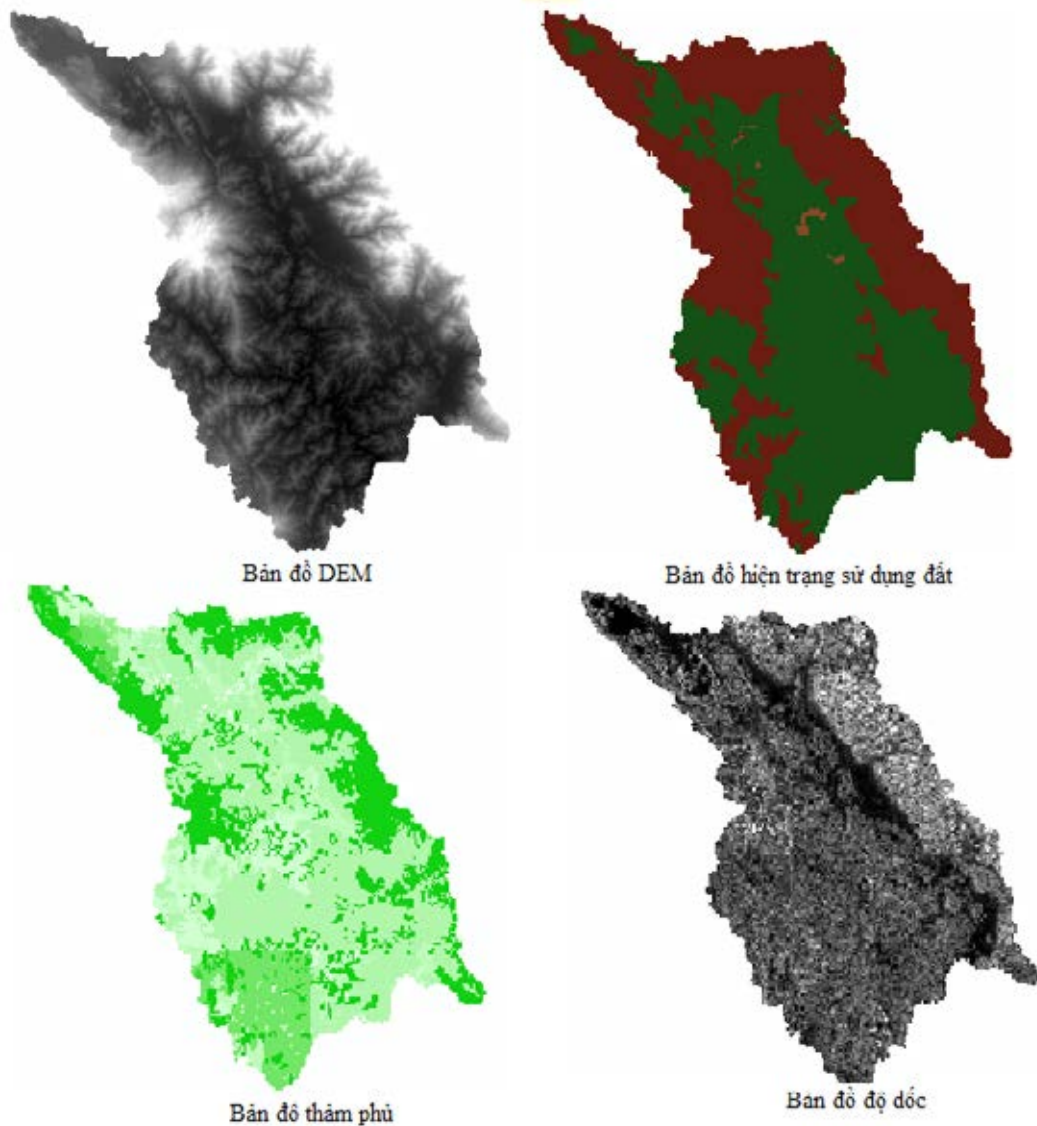 Bản đồ DEM
Bản đồ hiện trạng sử dụng đất
Bản đồ thảm phủ
Bản đồ độ dốc